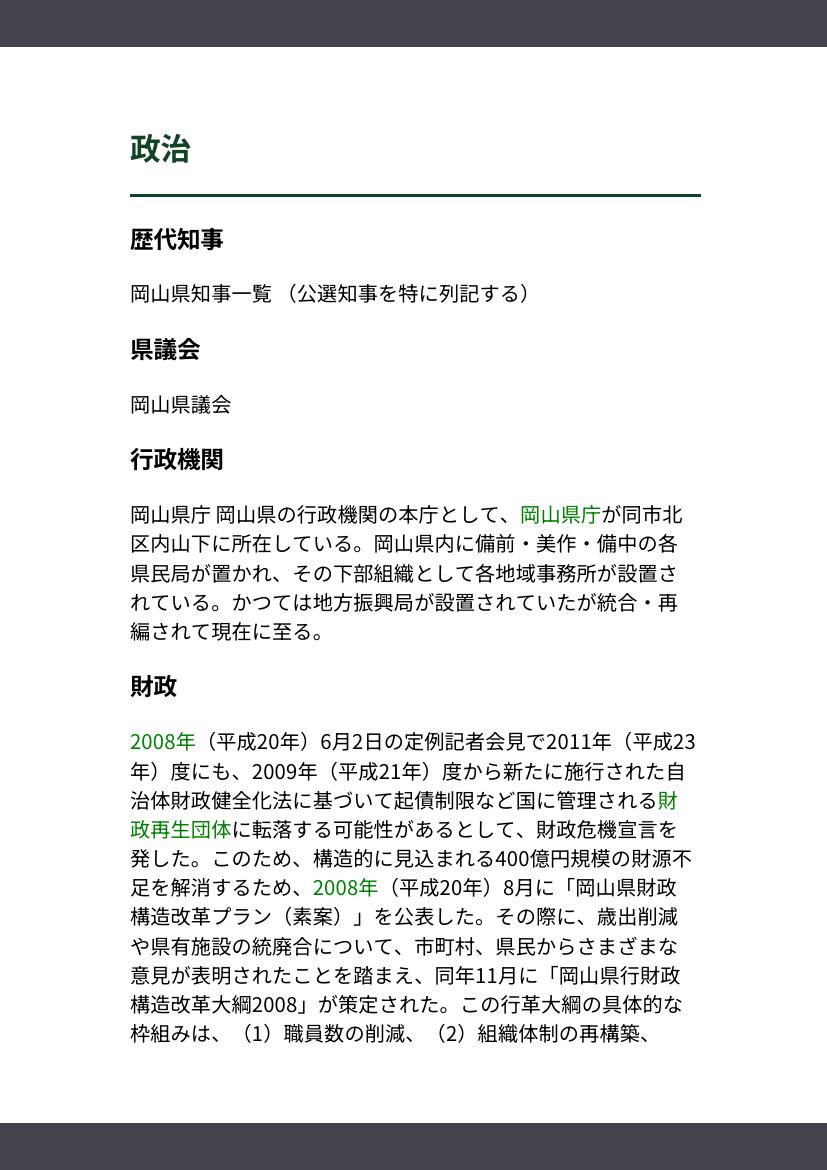 政治
歴代知事
岡山県知事一覧 （公選知事を特に列記する）
県議会
岡山県議会
行政機関
岡山県庁 岡山県の行政機関の本庁として、岡山県庁が同市北
区内山下に所在している。岡山県内に備前・美作・備中の各
県民局が置かれ、その下部組織として各地域事務所が設置さ
れている。かつては地方振興局が設置されていたが統合・再
編されて現在に至る。
財政
2008年（平成20年）6月2日の定例記者会見で2011年（平成23
年）度にも、2009年（平成21年）度から新たに施行された自
治体財政健全化法に基づいて起債制限など国に管理される財
政再生団体に転落する可能性があるとして、財政危機宣言を
発した。このため、構造的に見込まれる400億円規模の財源不
足を解消するため、2008年（平成20年）8月に「岡山県財政
構造改革プラン（素案）」を公表した。その際に、歳出削減
や県有施設の統廃合について、市町村、県民からさまざまな
意見が表明されたことを踏まえ、同年11月に「岡山県行財政
構造改革大綱2008」が策定された。この行革大綱の具体的な
枠組みは、（1）職員数の削減、（2）組織体制の再構築、